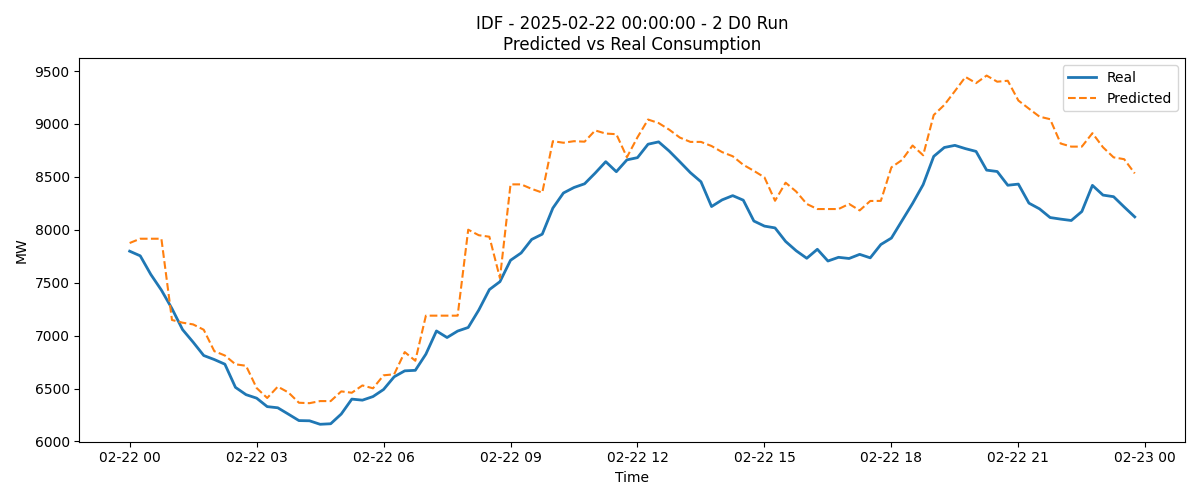 IDF - 2025-02-22 00:00:00 - 2 D0 Run
Predicted vs Real Consumption
Real
Predicted
MW
9500
9000
8500
8000
7500
7000
6500
6000
02-22 00
02-22 03
02-22 06
02-22 09
02-22 12
02-22 15
02-22 18
02-22 21
02-23 00
Time